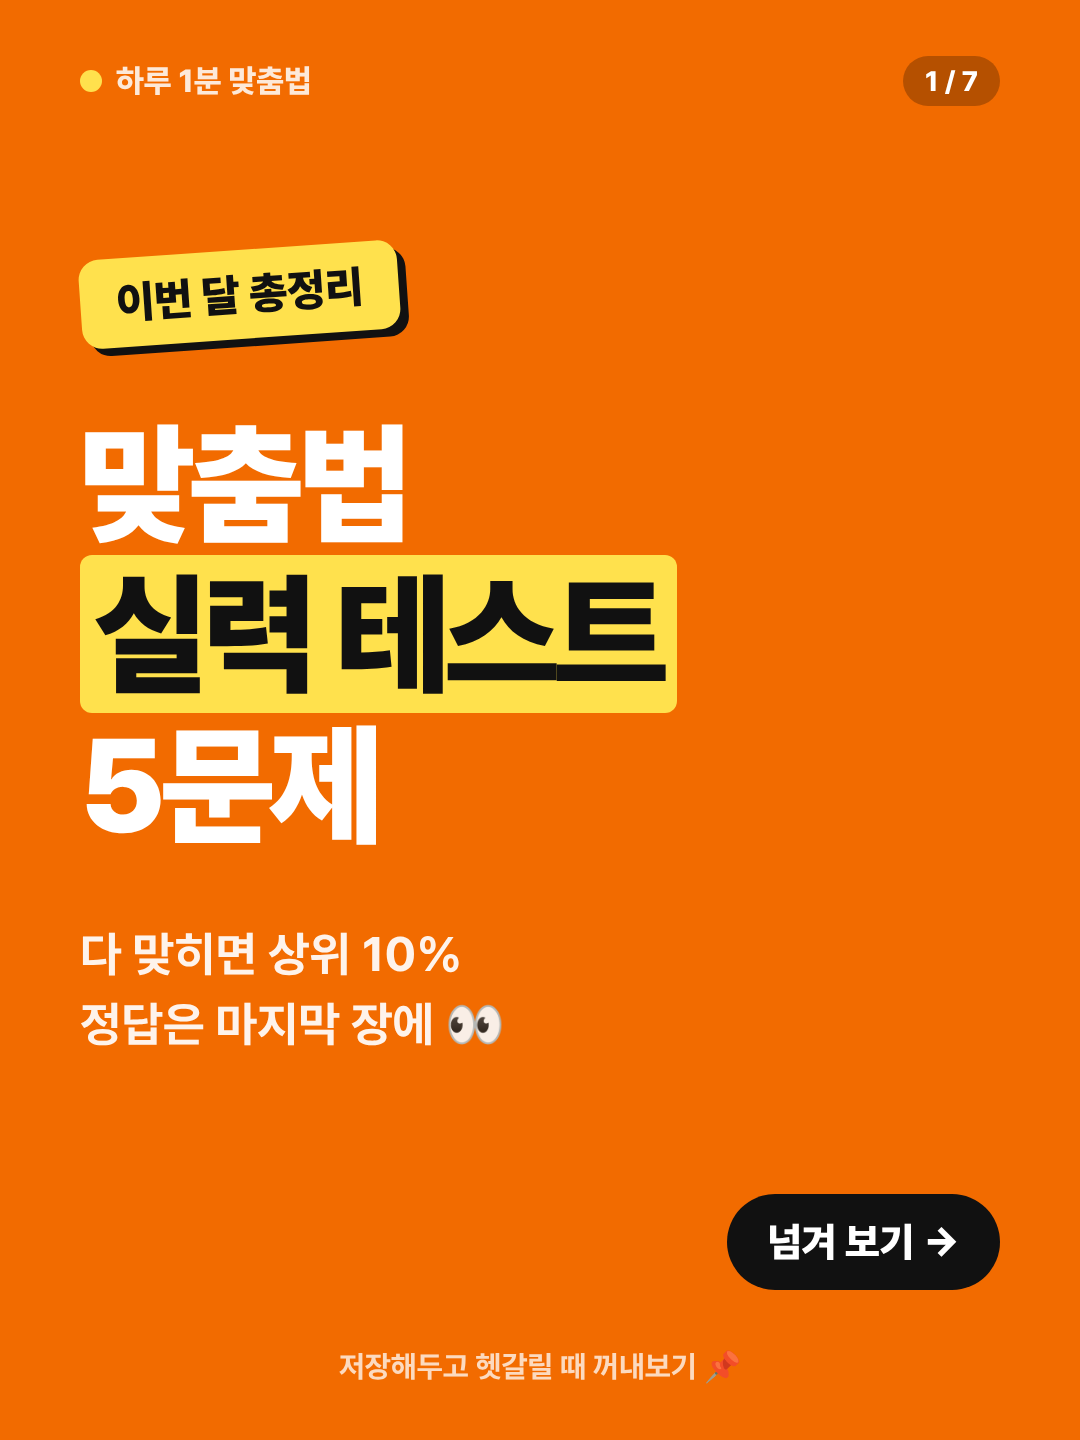 하루 1분 맞춤법
1 / 7
이번 달 총정리
맞춤법
실력 테스트
5문제
다 맞히면 상위 10%
정답은 마지막 장에 👀
넘겨 보기 →
저장해두고 헷갈릴 때 꺼내보기 📌